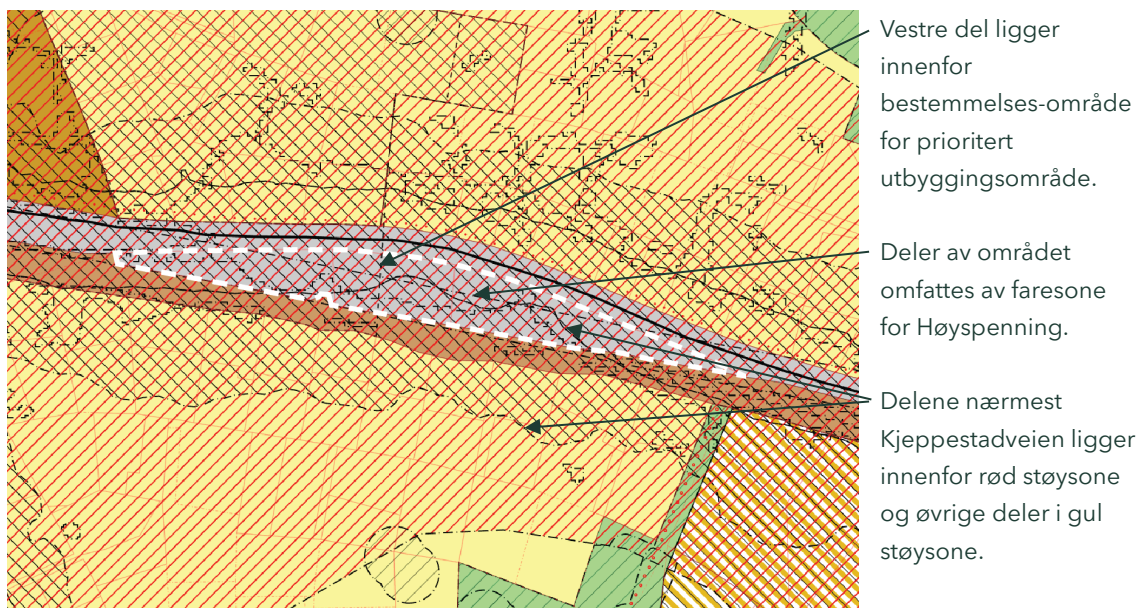 Vestre del ligger
innenfor
bestemmelses-område
for prioritert
utbyggingsområde.
Deler av området
omfattes av faresone
for Høyspenning.
Delene nærmest
Kjeppestadveien ligger
innenfor rød støysone
og øvrige deler i gul
støysone.